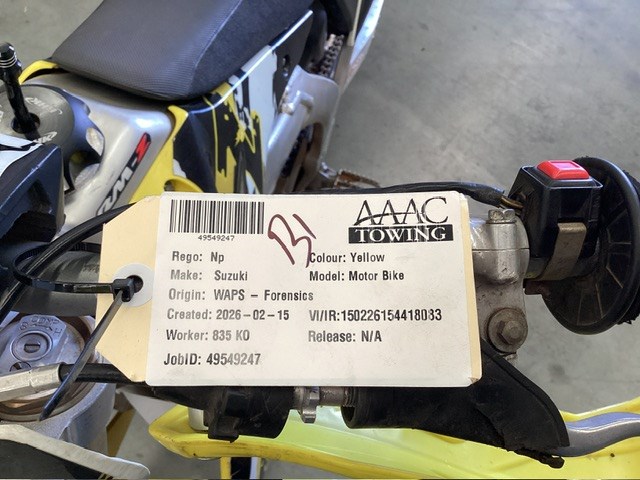 RM-Z
49549247
AAAC
TOWING
Rego: Np Colour: Yellow
Make: Suzuki Model: Motor Bike
Origin: WAPS - Forensics
Created: 2026-02-15 VI/IR:150226154418083
Worker: 835 KO Release: N/A
JobID: 49549247